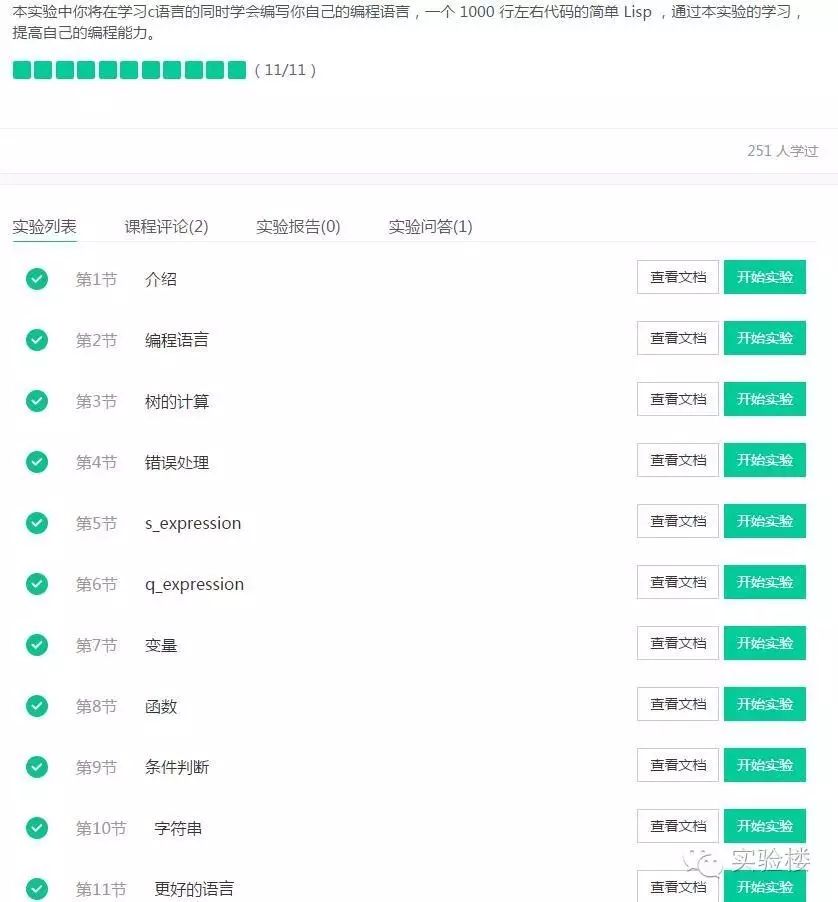 本实验中你将在学习c语言的同时学会编写你自己的编程语言，一个 1000 行左右代码的简单 Lisp ，通过本实验的学习，
提高自己的编程能力。
( 11/11 )
251 人学过
实验列表 课程评论(2) 实验报告(0) 实验问答(1)
第1节 介绍 查看文档 开始实验
第2节 编程语言 查看文档 开始实验
第3节 树的计算 查看文档 开始实验
第4节 错误处理 查看文档 开始实验
第5节 s_expression 查看文档 开始实验
第6节 q_expression 查看文档 开始实验
第7节 变量 查看文档 开始实验
第8节 函数 查看文档 开始实验
第9节 条件判断 查看文档 开始实验
第10节 字符串 查看文档 开始实验
实验楼
第11节 更好的语言 查看文档 开始实验